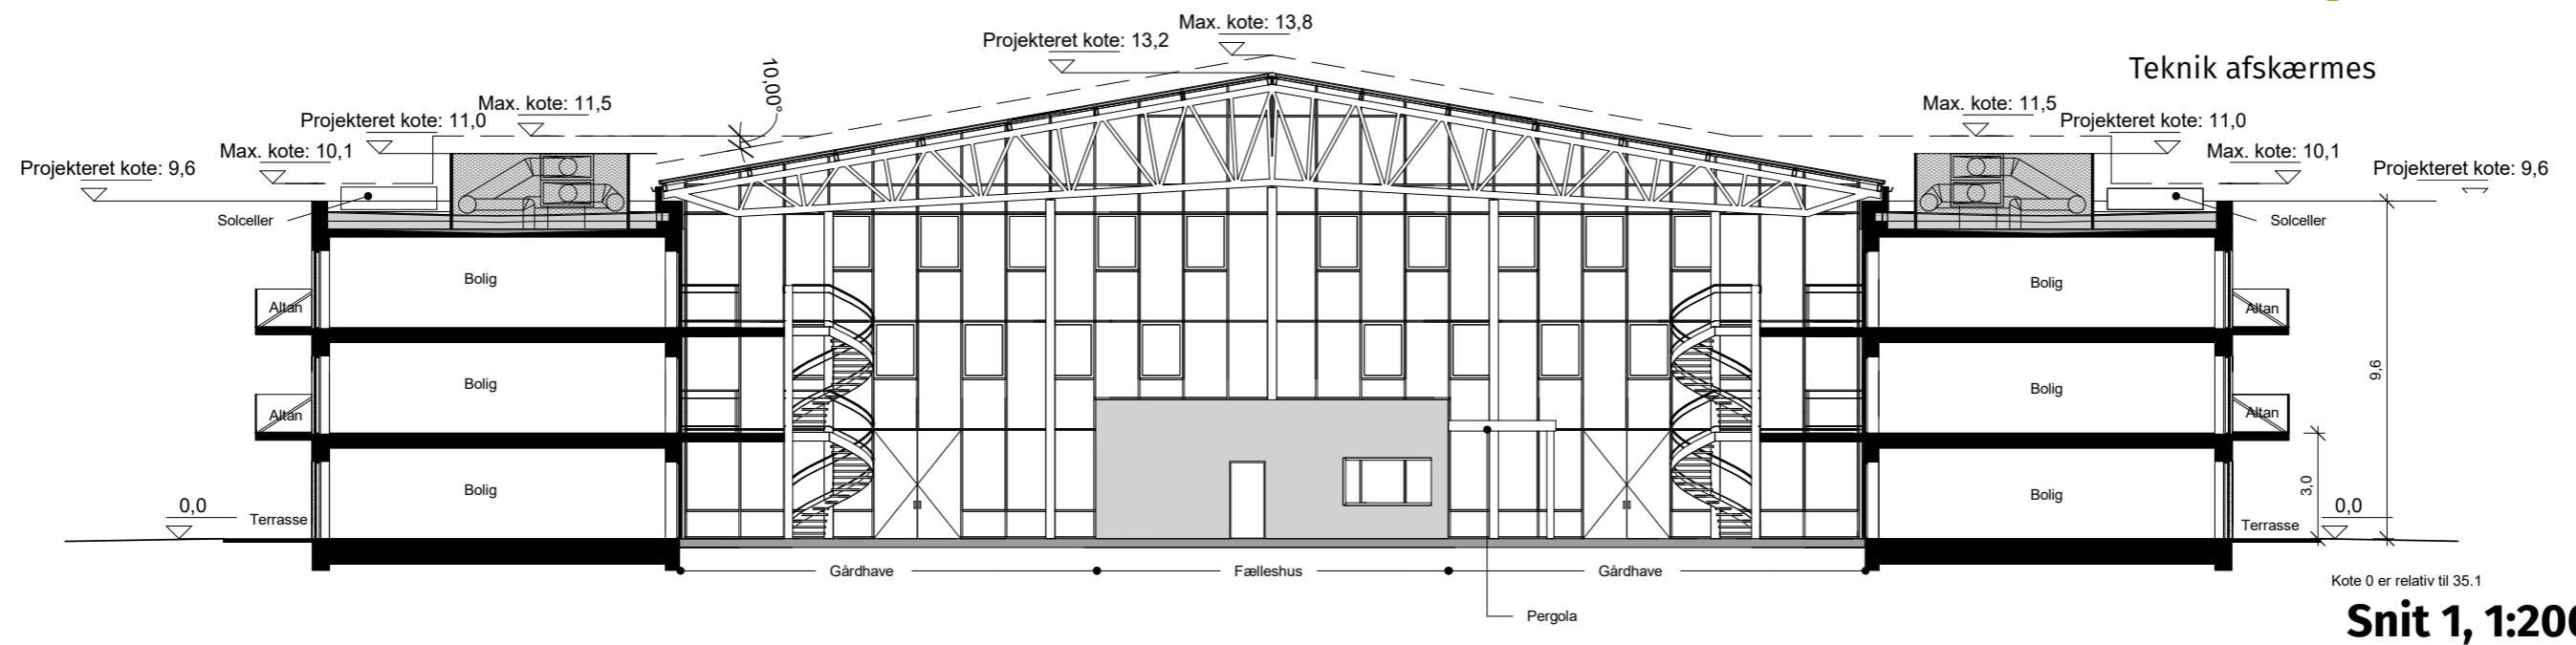 Max. kote: 13,8
Projekteret kote: 13,2
Teknik afskærmes
10,00°
Max. kote: 11,5
Projekteret kote: 11,0
Max. kote: 10,1
Projekteret kote: 9,6
Max. kote: 11,5
Projekteret kote: 11,0
Max. kote: 10,1
Projekteret kote: 9,6
Solceller
Solceller
Bolig
Bolig
Altan
Altan
Bolig
Bolig
Altan
Altan
9,6
Bolig
Bolig
3,0
0,0
Terrasse
0,0
Terrasse
Gårdhave
Fælleshus
Gårdhave
Kote 0 er relativ til 35.1
Pergola
Snit 1, 1:200